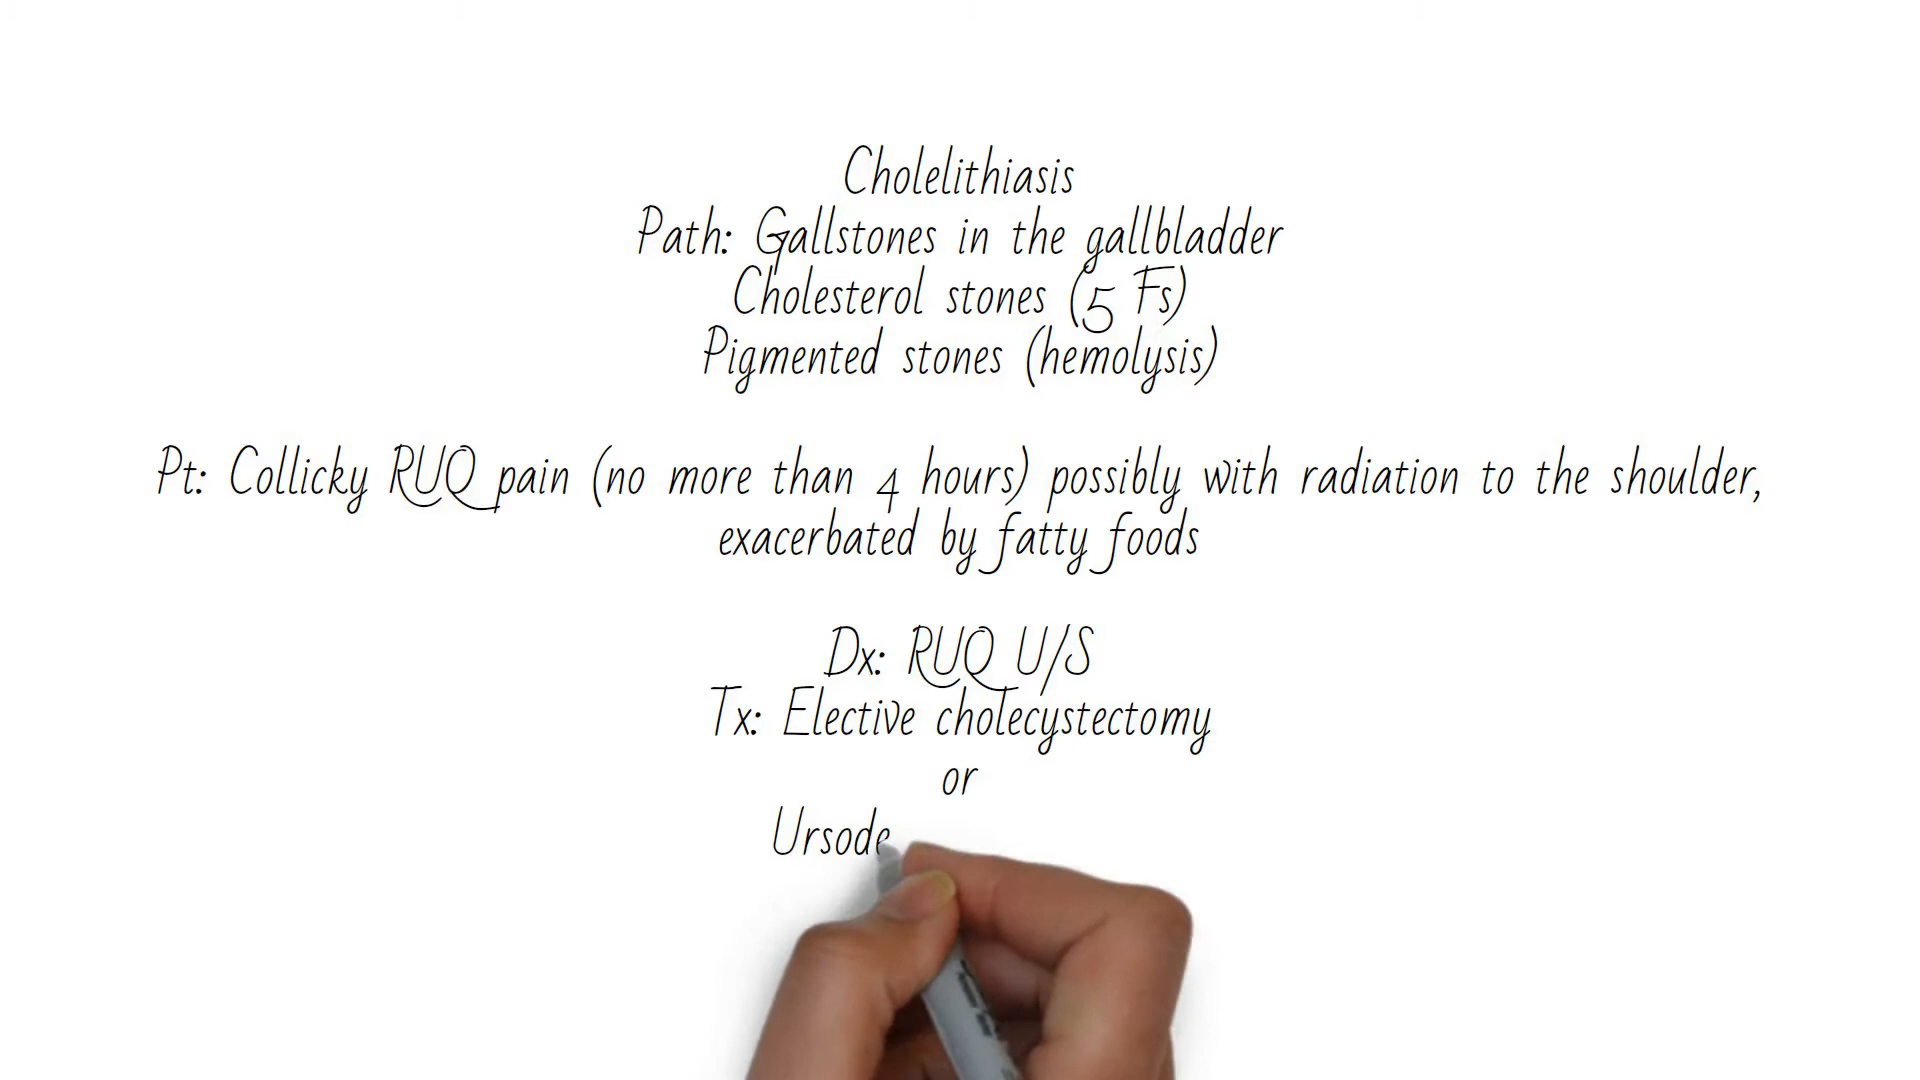 Cholelithiasis
Path: Gallstones in the gallbladder
Cholesterol stones (5 Fs)
Pigmented stones (hemolysis)
Pt: Collicky RUQ pain (no more than 4 hours) possibly with radiation to the shoulder,
exacerbated by fatty foods
Dx: RUQ U/S
Tx: Elective cholecystectomy
or
Ursode